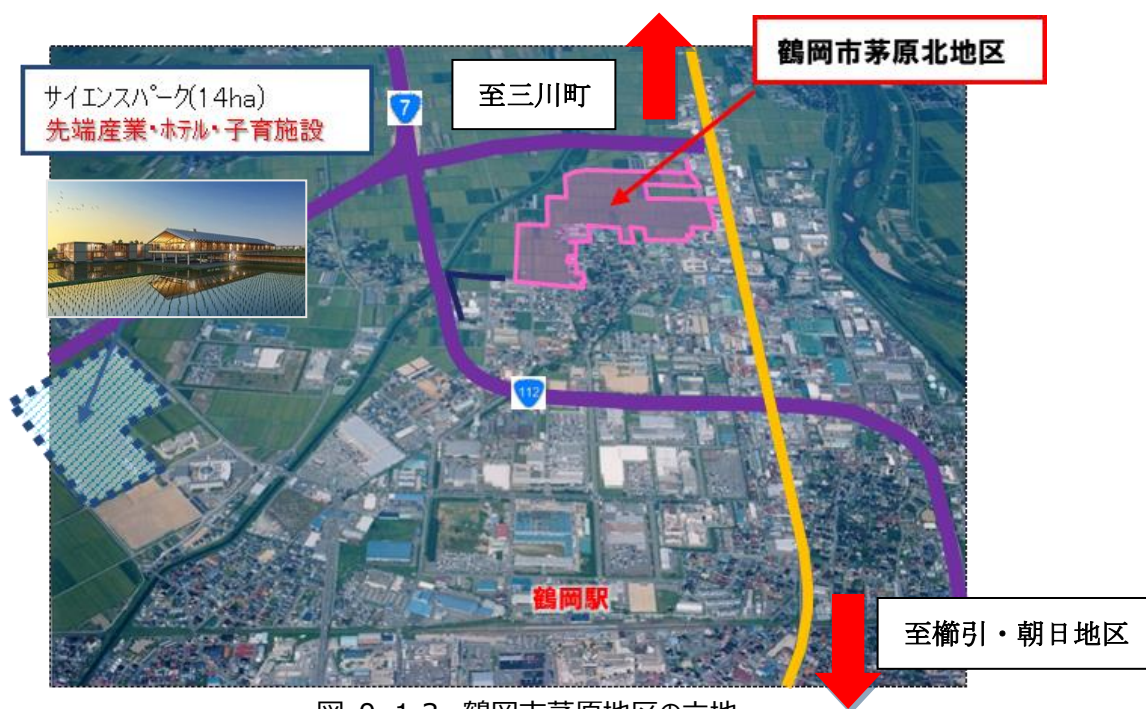 鶴岡市茅原北地区
至三川町
サイエンスパーク(14ha)
先端産業・ホテル・子育施設
7
112
鶴岡駅
至櫛引・朝日地区